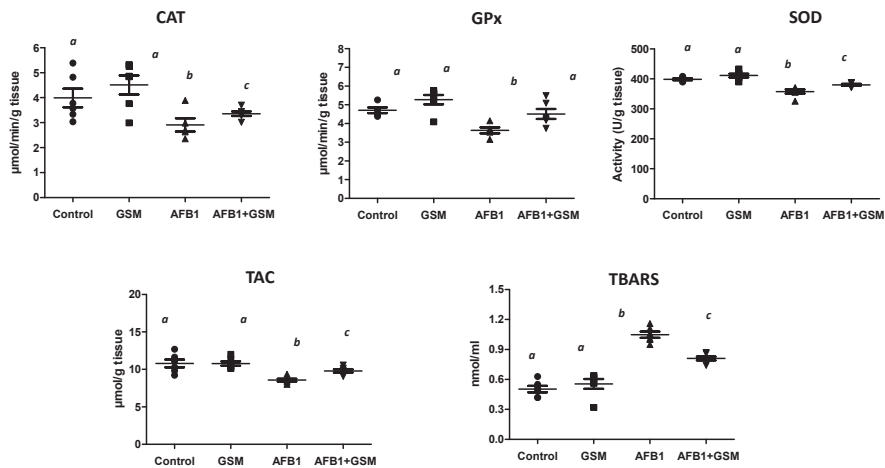 CAT
μmol/min/g tissue
6
5
4
3
2
1
0
a
a
b
c
Control GSM AFB1 AFB1+GSM
GPx
μmol/min/g tissue
8
7
6
5
4
3
2
1
0
a
a
b
a
Control GSM AFB1 AFB1+GSM
SOD
Activity (U/g tissue)
500
400
300
200
100
0
a
a
b
c
Control GSM AFB1 AFB1+GSM
TAC
μmol/g tissue
20
15
10
5
0
a
a
b
c
Control GSM AFB1 AFB1+GSM
TBARS
nmol/ml
1.5
1.2
0.9
0.6
0.3
0.0
a
a
b
c
Control GSM AFB1 AFB1+GSM